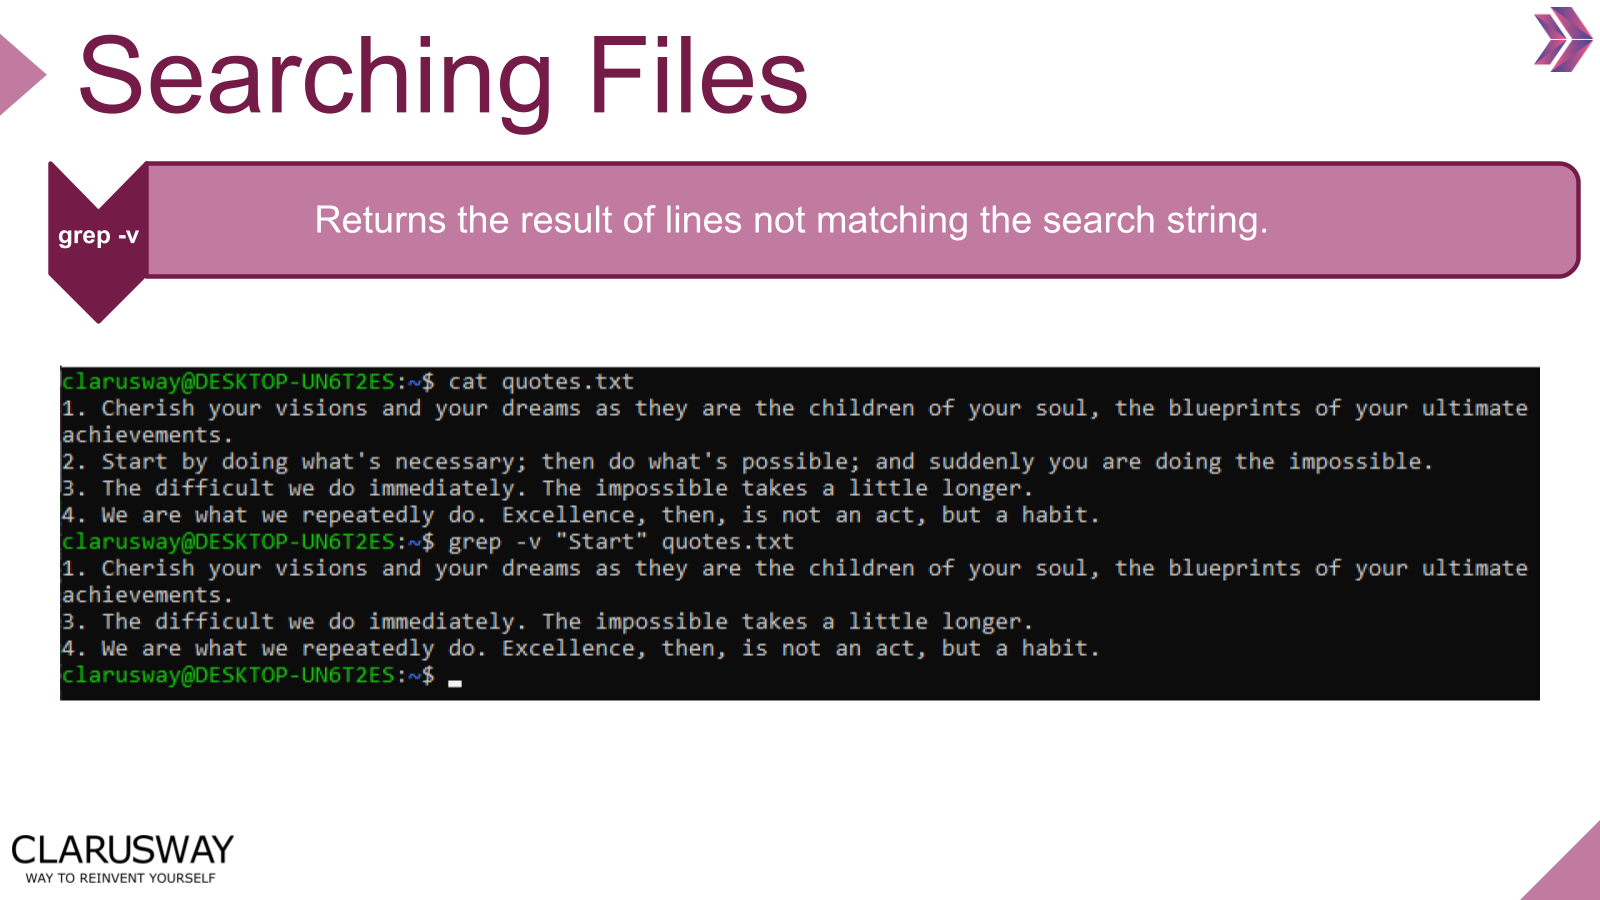 Searching Files
grep -v
Returns the result of lines not matching the search string.
clarusway@DESKTOP-UN6T2ES:~$ cat quotes.txt
1. Cherish your visions and your dreams as they are the children of your soul, the blueprints of your ultimate
achievements.
2. Start by doing what's necessary; then do what's possible; and suddenly you are doing the impossible.
3. The difficult we do immediately. The impossible takes a little longer.
4. We are what we repeatedly do. Excellence, then, is not an act, but a habit.
clarusway@DESKTOP-UN6T2ES:~$ grep -v "Start" quotes.txt
1. Cherish your visions and your dreams as they are the children of your soul, the blueprints of your ultimate
achievements.
3. The difficult we do immediately. The impossible takes a little longer.
4. We are what we repeatedly do. Excellence, then, is not an act, but a habit.
clarusway@DESKTOP-UN6T2ES:~$
CLARUSWAY
WAY TO REINVENT YOURSELF